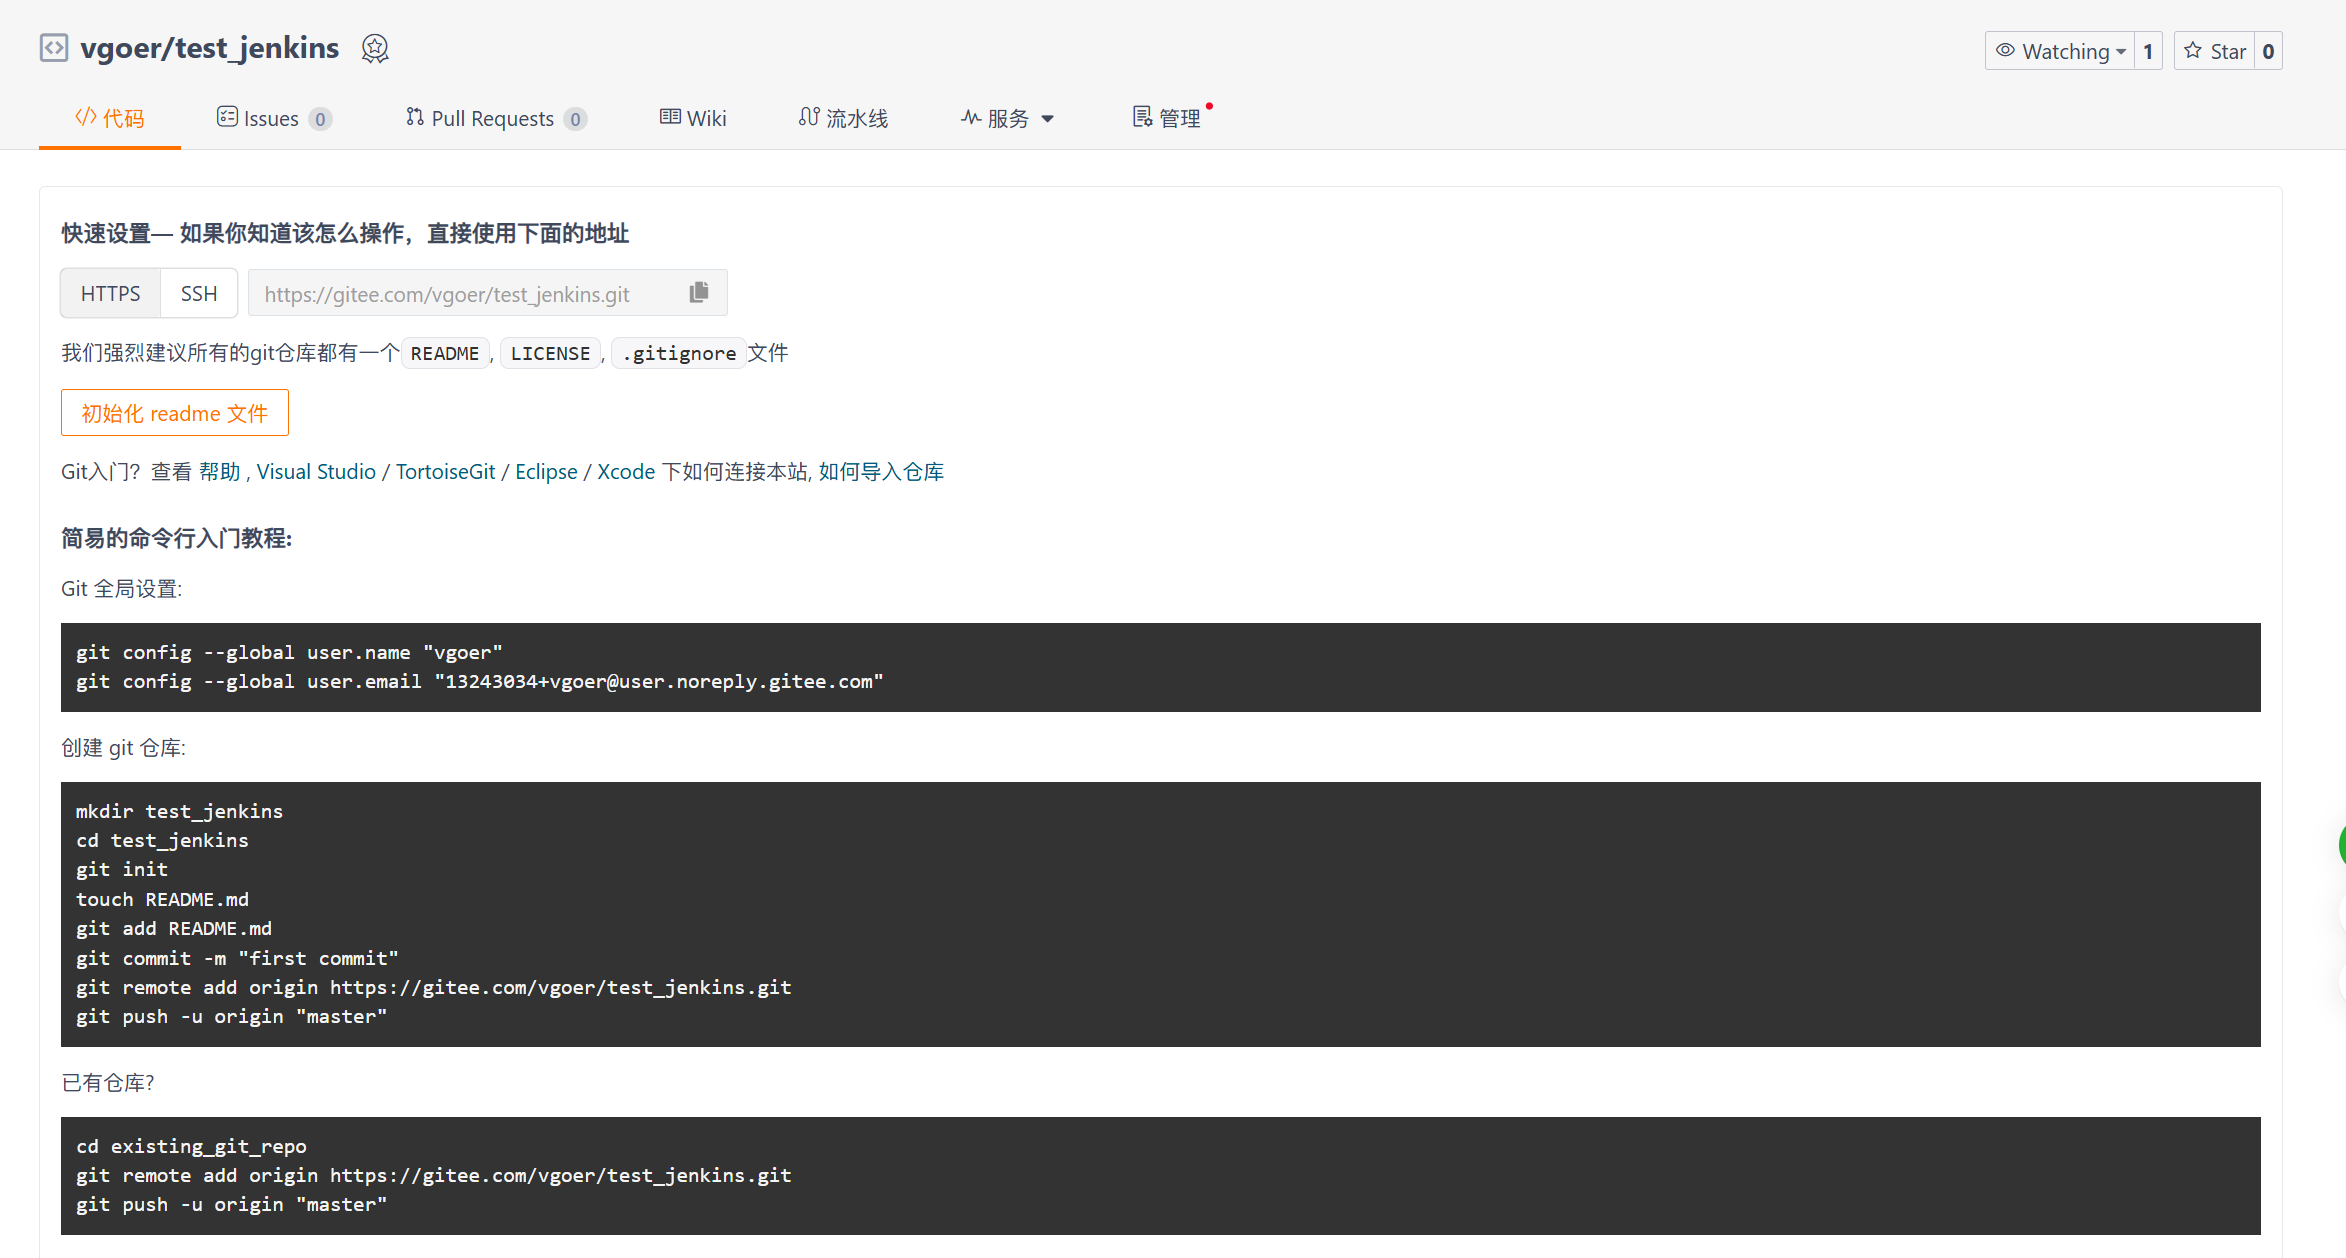 vgoer/test_jenkins
Watching 1 Star 0
代码 Issues 0 Pull Requests 0 Wiki 流水线 服务 管理
快速设置— 如果你知道该怎么操作，直接使用下面的地址
HTTPS SSH https://gitee.com/vgoer/test_jenkins.git
我们强烈建议所有的git仓库都有一个 README, LICENSE, .gitignore 文件
初始化 readme 文件
Git入门？查看 帮助 , Visual Studio / TortoiseGit / Eclipse / Xcode 下如何连接本站, 如何导入仓库
简易的命令行入门教程:
Git 全局设置:
git config --global user.name "vgoer"
git config --global user.email "13243034+vgoer@user.noreply.gitee.com"
创建 git 仓库:
mkdir test_jenkins
cd test_jenkins
git init
touch README.md
git add README.md
git commit -m "first commit"
git remote add origin https://gitee.com/vgoer/test_jenkins.git
git push -u origin "master"
已有仓库?
cd existing_git_repo
git remote add origin https://gitee.com/vgoer/test_jenkins.git
git push -u origin "master"